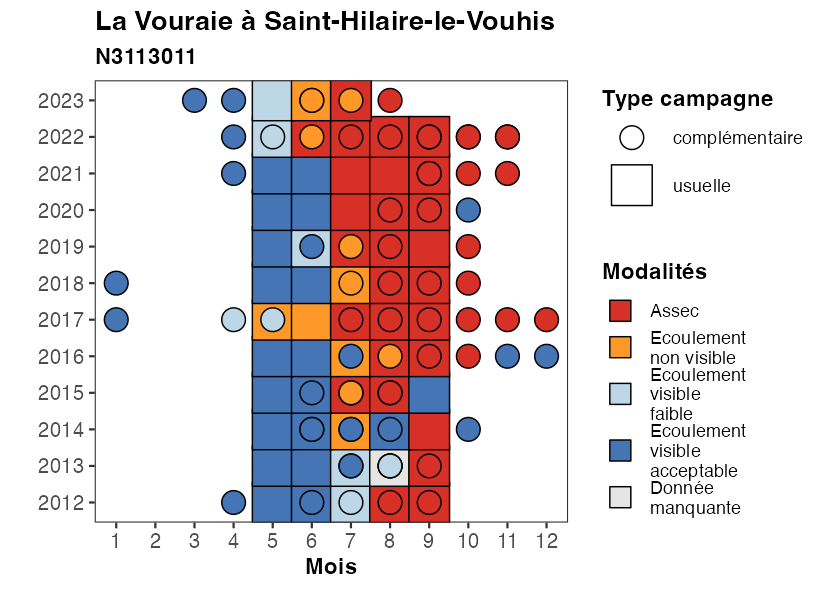 La Vouraie à Saint-Hilaire-le-Vouhis
N3113011
2023
2022
2021
2020
2019
2018
2017
2016
2015
2014
2013
2012
1 2 3 4 5 6 7 8 9 10 11 12
Mois
Type campagne
complémentaire
usuelle
Modalités
Assec
Ecoulement
non visible
Ecoulement
visible
faible
Ecoulement
visible
acceptable
Donnée
manquante